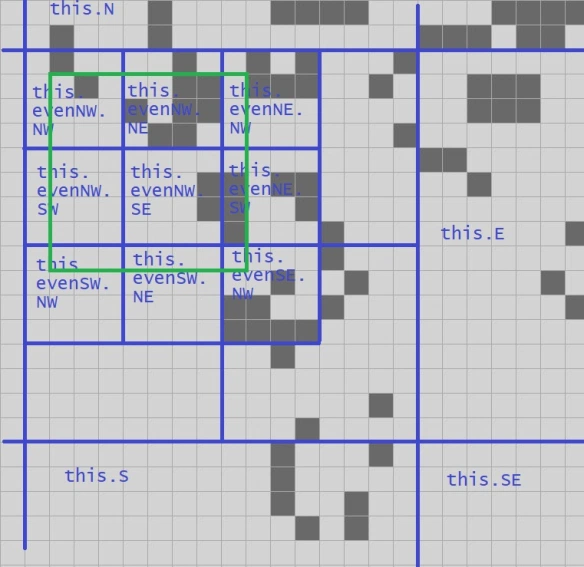 this.N
this.
evenNW.
NW
this.
evenNW.
NE
this.
evenNE.
NW
this.
evenNW.
SW
this.
evenNW.
SE
this.
evenNE.
SW
this.E
this.
evenSW.
NW
this.
evenSW.
NE
this.
evenSE.
NW
this.S
this.SE